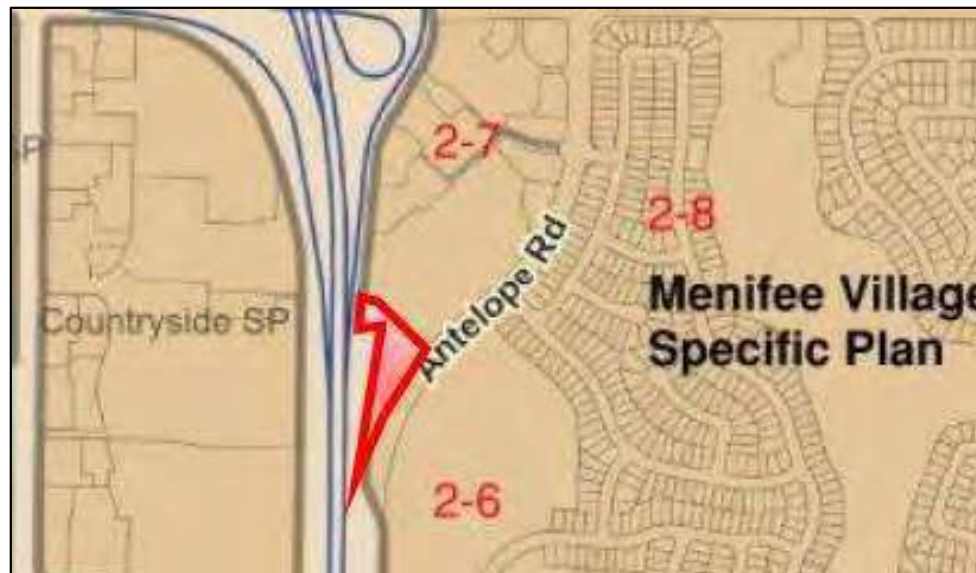 2-7
2-8
Antelope Rd
P
Countryside SP
Menifee Village
Specific Plan
2-6